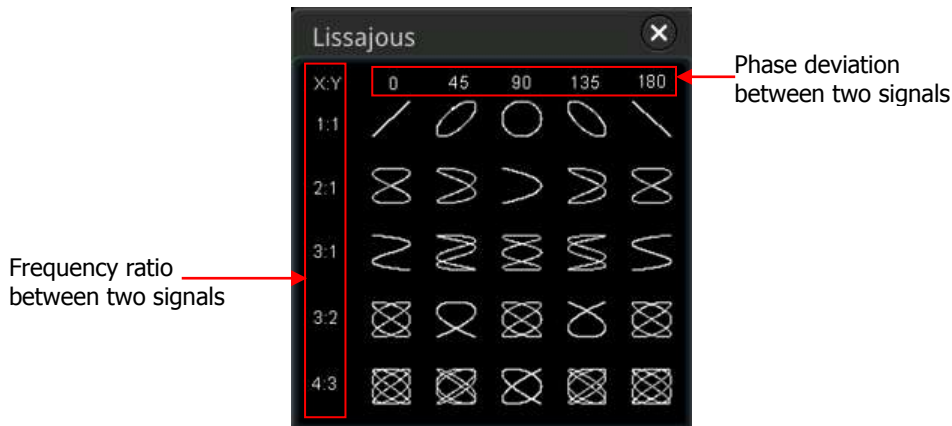 Lissajous
X:Y 0 45 90 135 180
Phase deviation
between two signals
1:1
2:1
3:1
Frequency ratio
between two signals
3:2
4:3